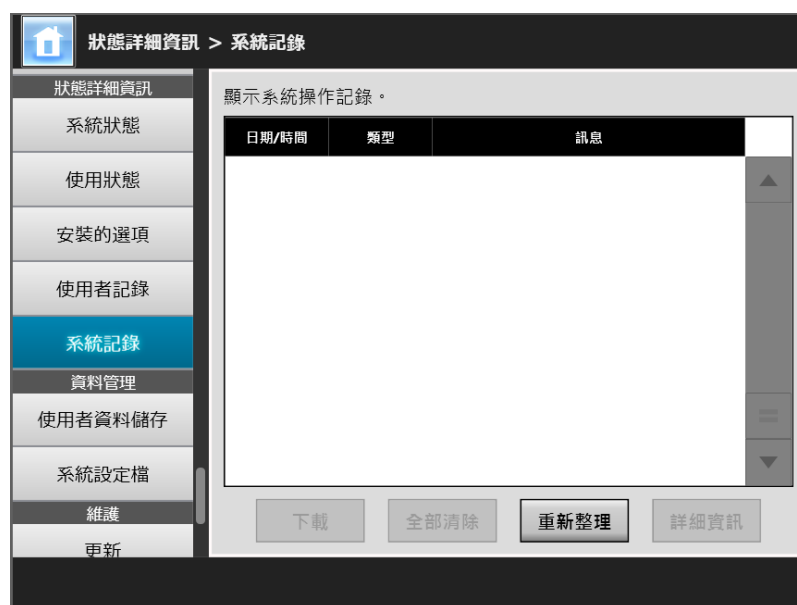 狀態詳細資訊 > 系統記錄
狀態詳細資訊
系統狀態
使用狀態
安裝的選項
使用者記錄
系統記錄
資料管理
使用者資料儲存
系統設定檔
維護
更新
顯示系統操作記錄。
日期/時間 類型 訊息
下載 全部清除 重新整理 詳細資訊